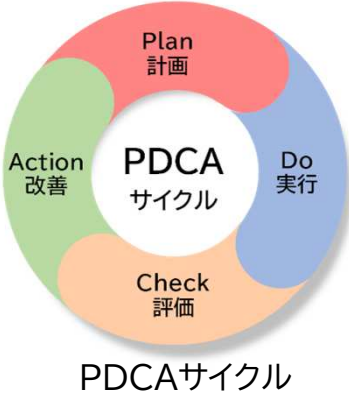 Plan
計画
Do
実行
Check
評価
Action
改善
PDCA
サイクル
PDCAサイクル